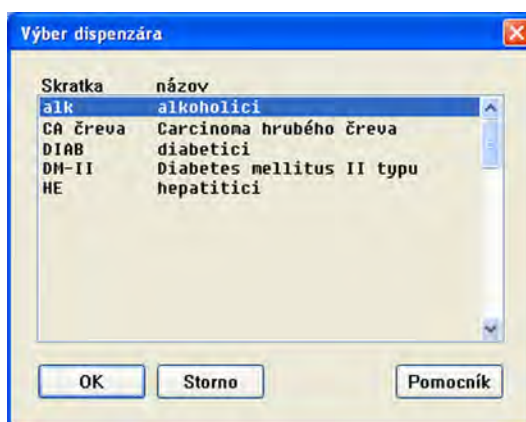 Výber dispenzára
Skratka názov
alk alkoholici
CA čreva Carcinoma hrubého čreva
DIAB diabetici
DM-II Diabetes mellitus II typu
HE hepatitici
OK Storno Pomocník